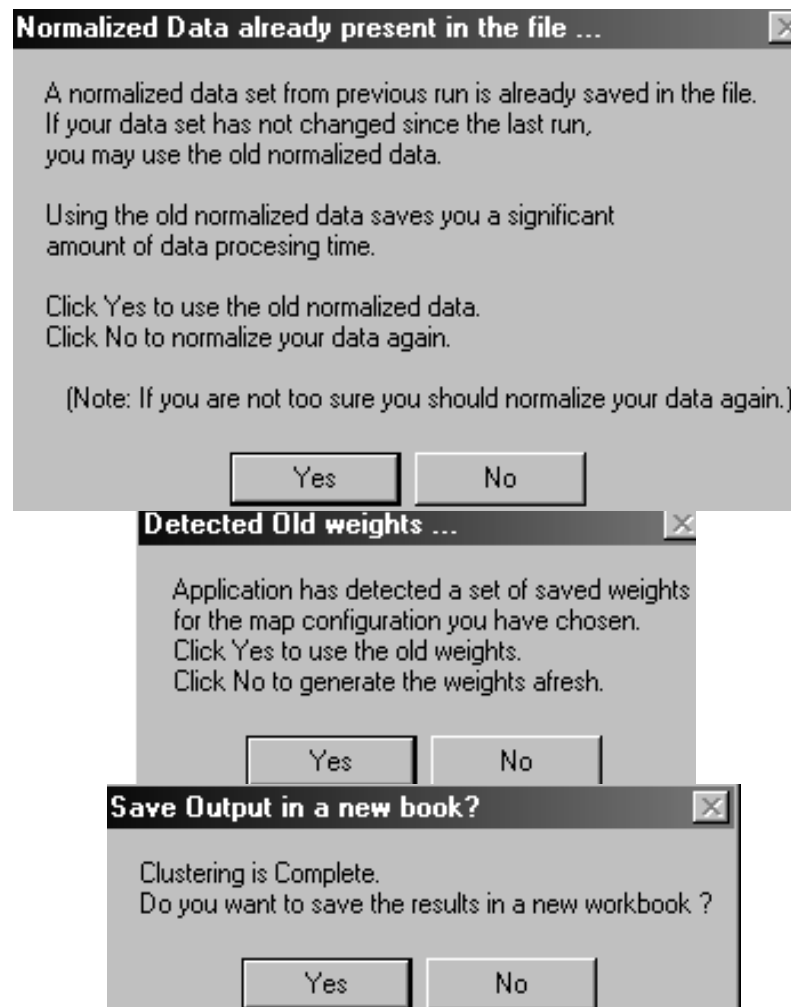 Normalized Data already present in the file ...
A normalized data set from previous run is already saved in the file.
If your data set has not changed since the last run,
you may use the old normalized data.
Using the old normalized data saves you a significant
amount of data procesing time.
Click Yes to use the old normalized data.
Click No to normalize your data again.
(Note: If you are not too sure you should normalize your data again.)
Yes No
Detected Old weights ...
Application has detected a set of saved weights
for the map configuration you have chosen.
Click Yes to use the old weights.
Click No to generate the weights afresh.
Yes No
Save Output in a new book?
Clustering is Complete.
Do you want to save the results in a new workbook ?
Yes No